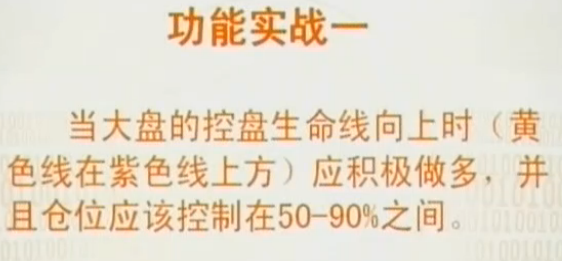 功能实战一
当大盘的控盘生命线向上时（黄
色线在紫色线上方）应积极做多，并
且仓位应该控制在50-90%之间。